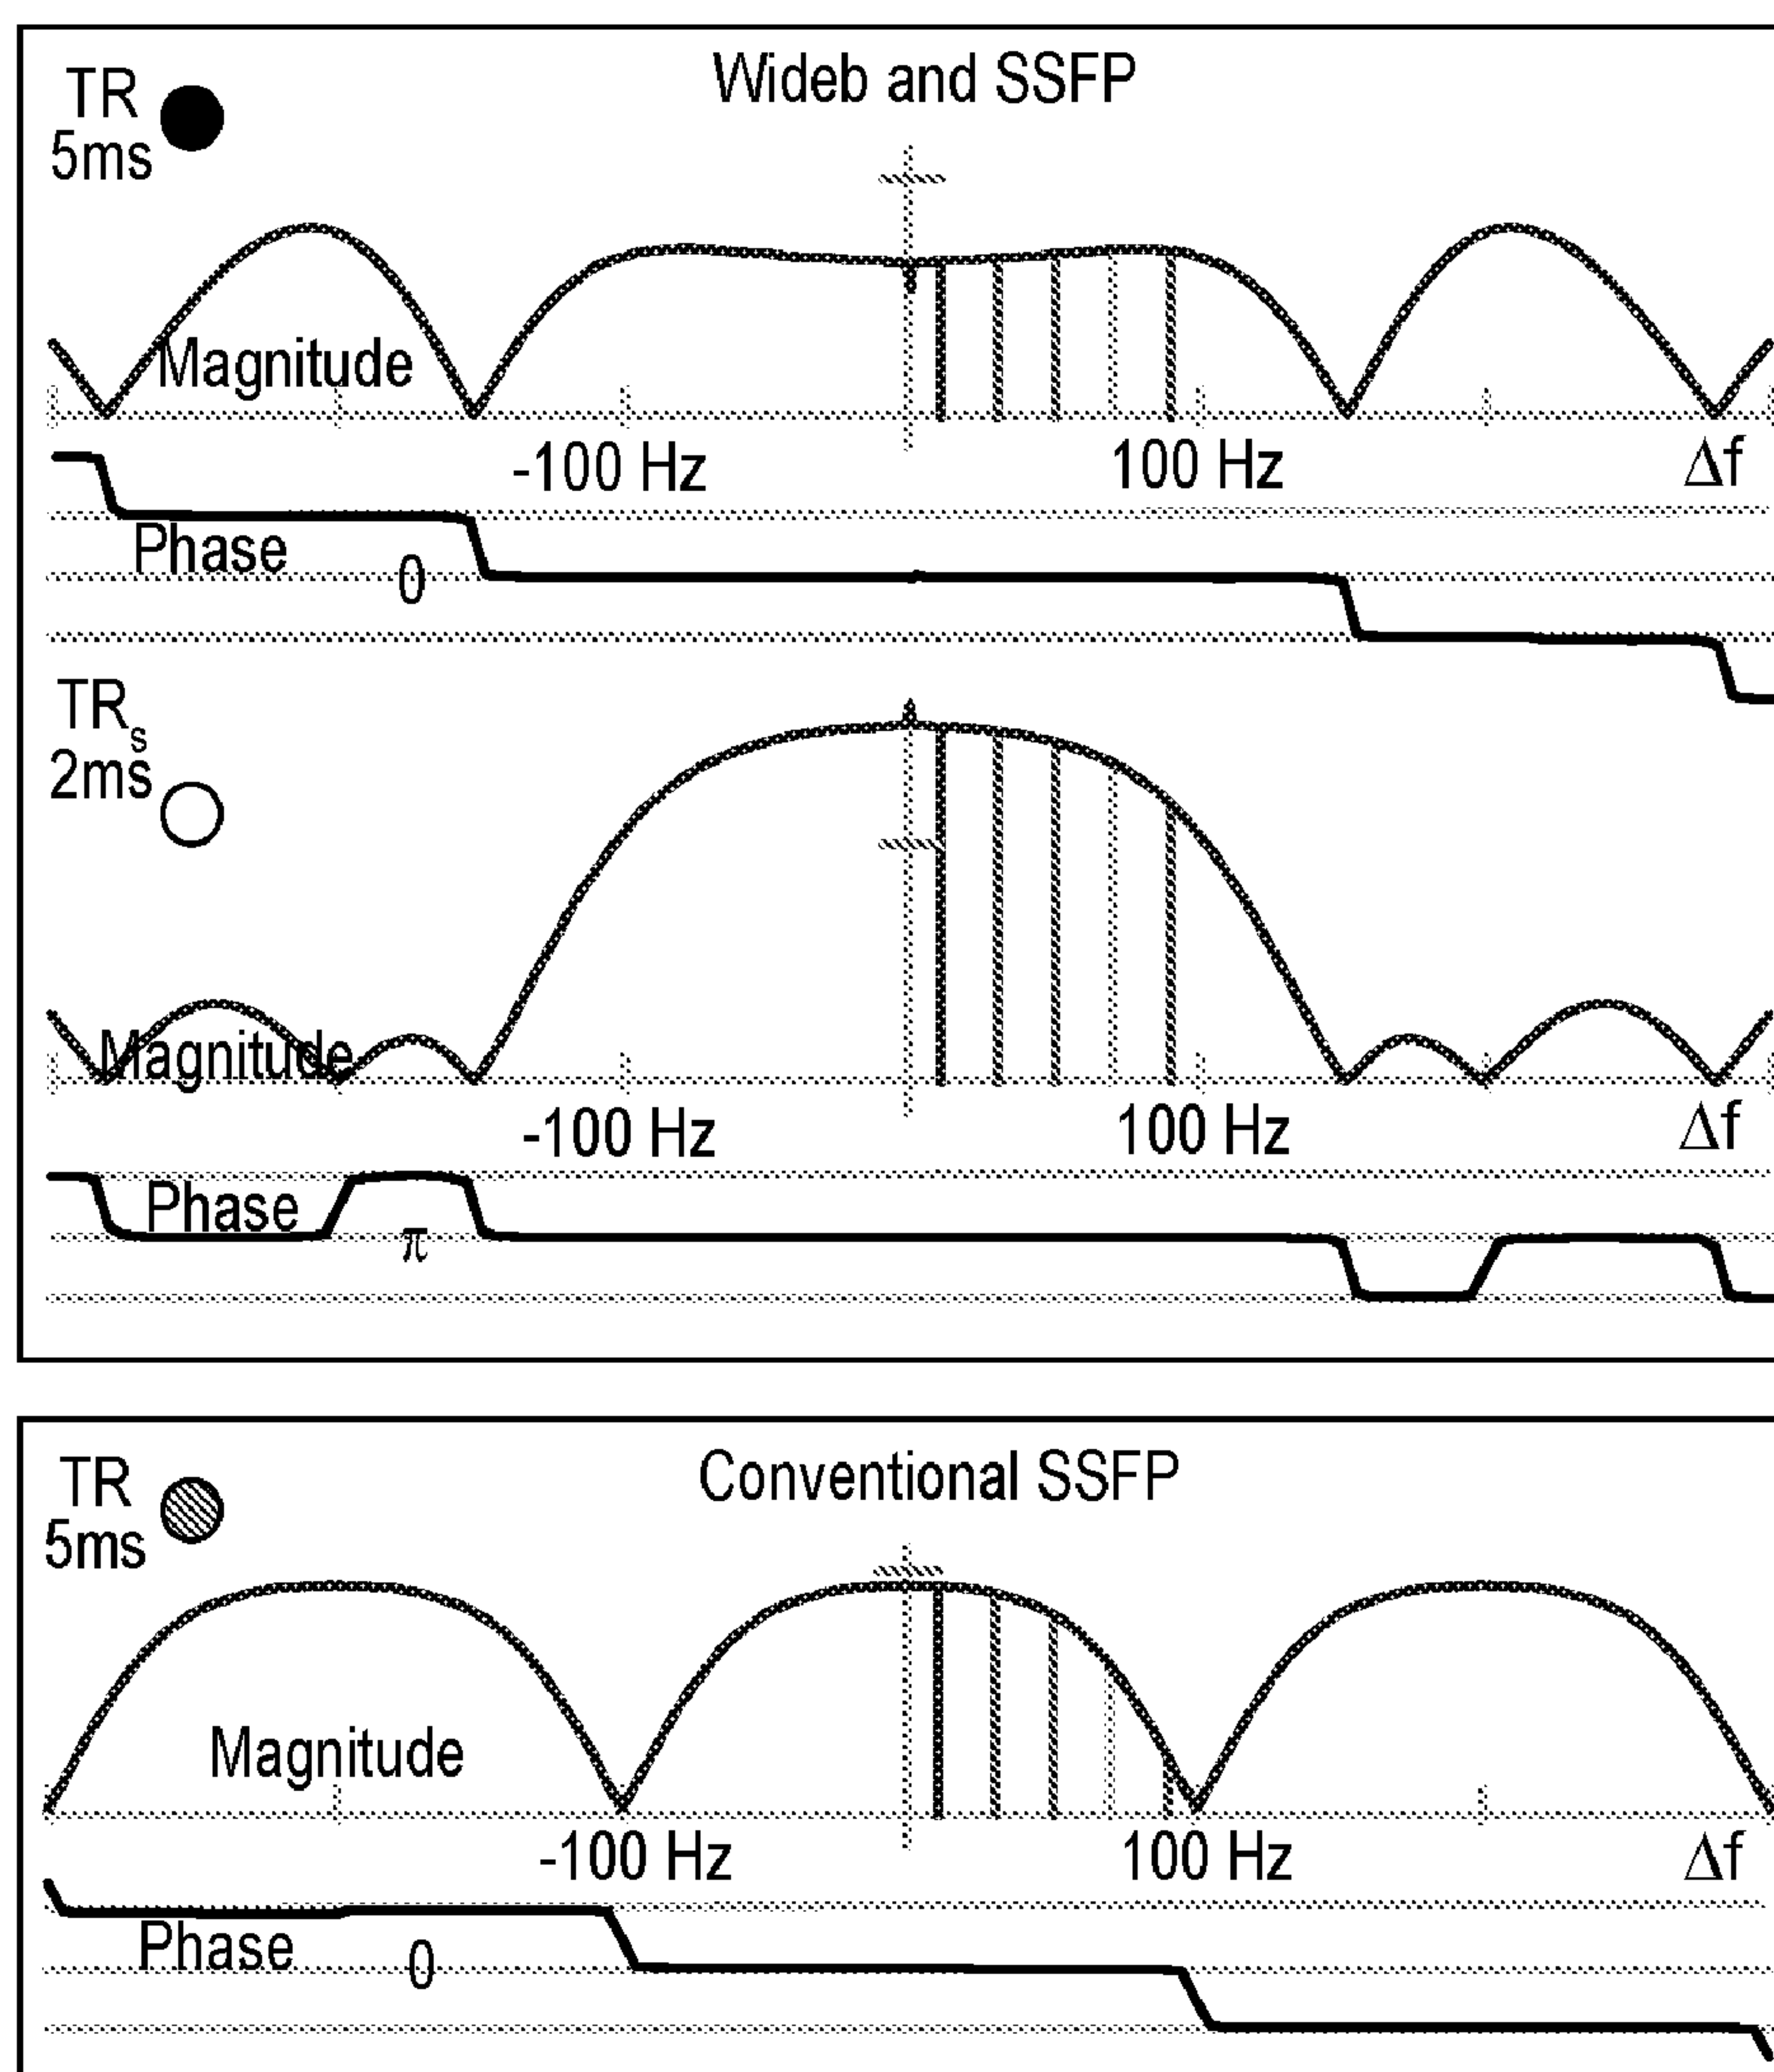 Wideb and SSFP
TR
5ms
Magnitude
-100 Hz
100 Hz
Δf
Phase
0
TRs
2ms
Magnitude
-100 Hz
100 Hz
Δf
Phase
π
Conventional SSFP
TR
5ms
Magnitude
-100 Hz
100 Hz
Δf
Phase
0